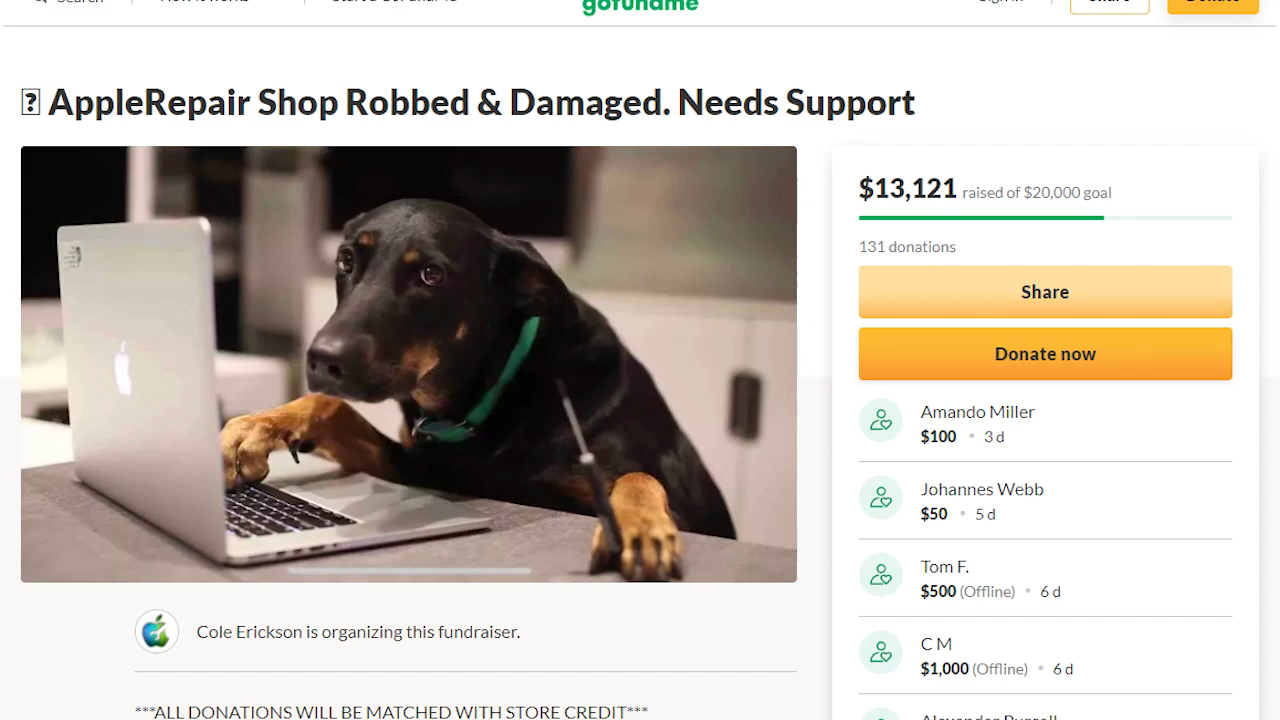 gofundme
⍰ AppleRepair Shop Robbed & Damaged. Needs Support
$13,121 raised of $20,000 goal
131 donations
Share
Donate now
Amando Miller
$100 • 3 d
Johannes Webb
$50 • 5 d
Tom F.
$500 (Offline) • 6 d
C M
$1,000 (Offline) • 6 d
Cole Erickson is organizing this fundraiser.
***ALL DONATIONS WILL BE MATCHED WITH STORE CREDIT***